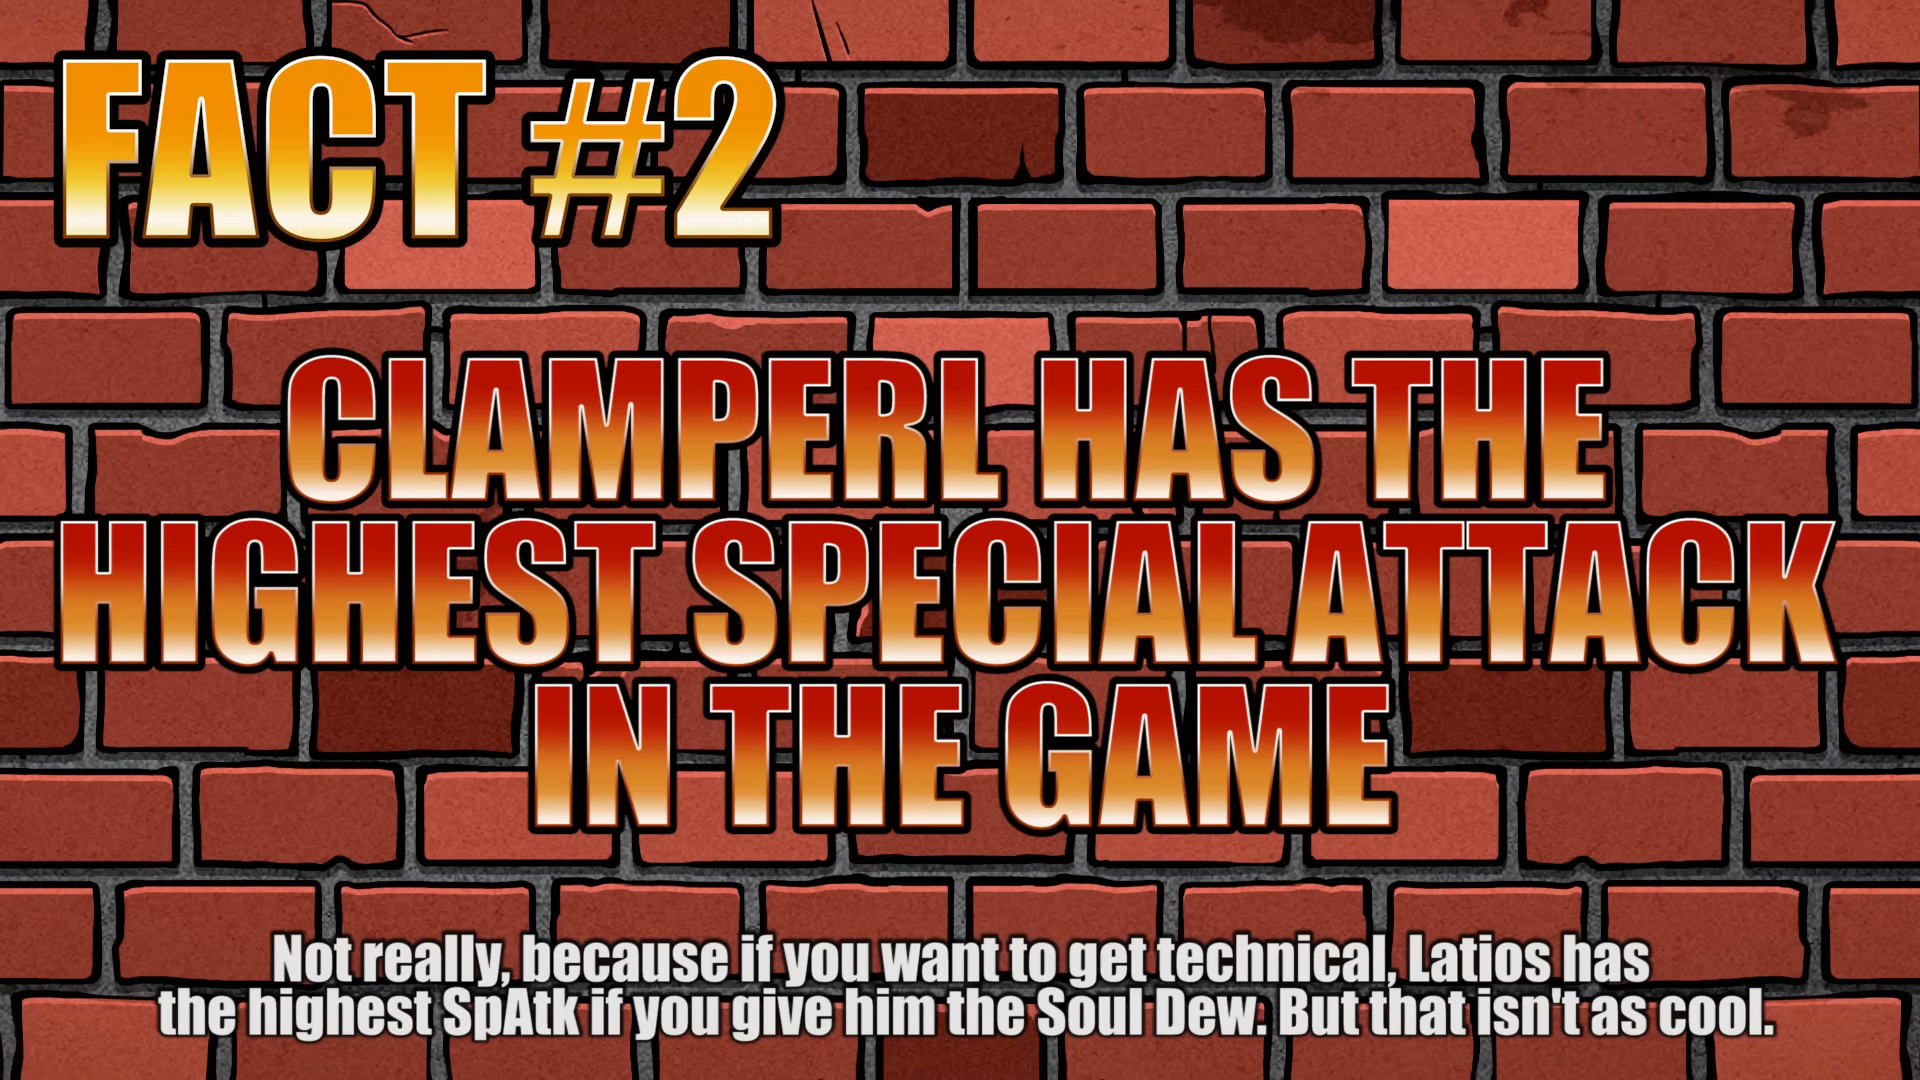 FACT #2
CLAMPERL HAS THE
HIGHEST SPECIAL ATTACK
IN THE GAME
Not really, because if you want to get technical, Latios has
the highest SpAtk if you give him the Soul Dew. But that isn't as cool.